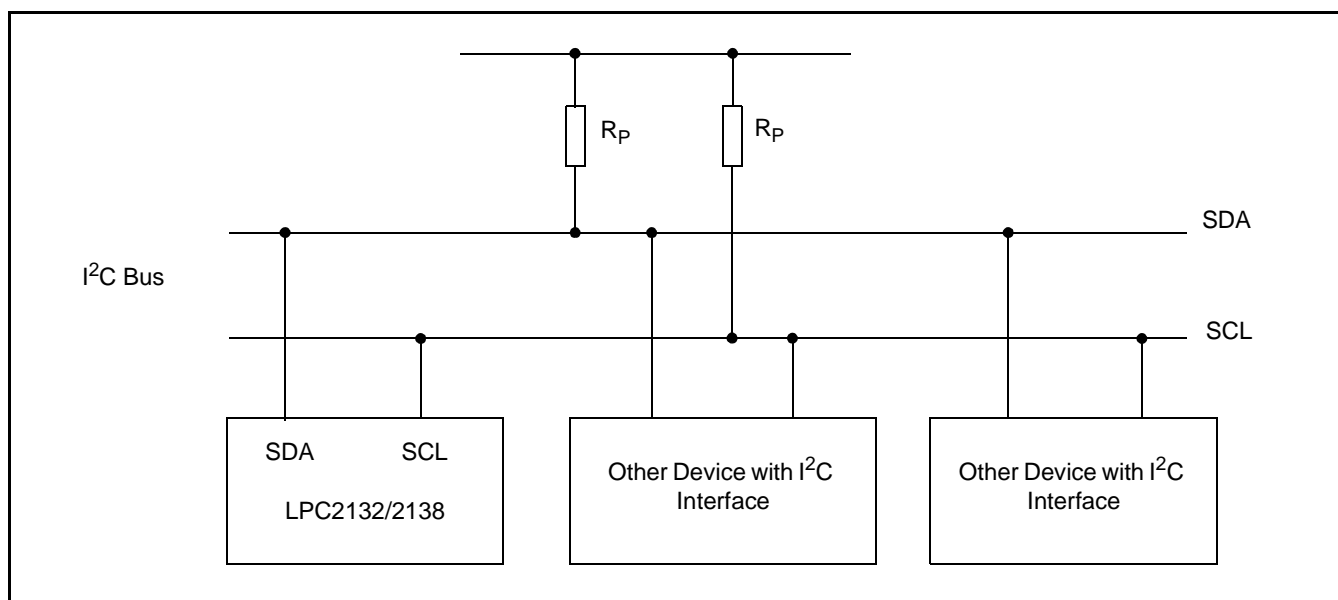 R_P
R_P
SDA
I²C Bus
SCL
SDA
SCL
LPC2132/2138
Other Device with I²C
Interface
Other Device with I²C
Interface